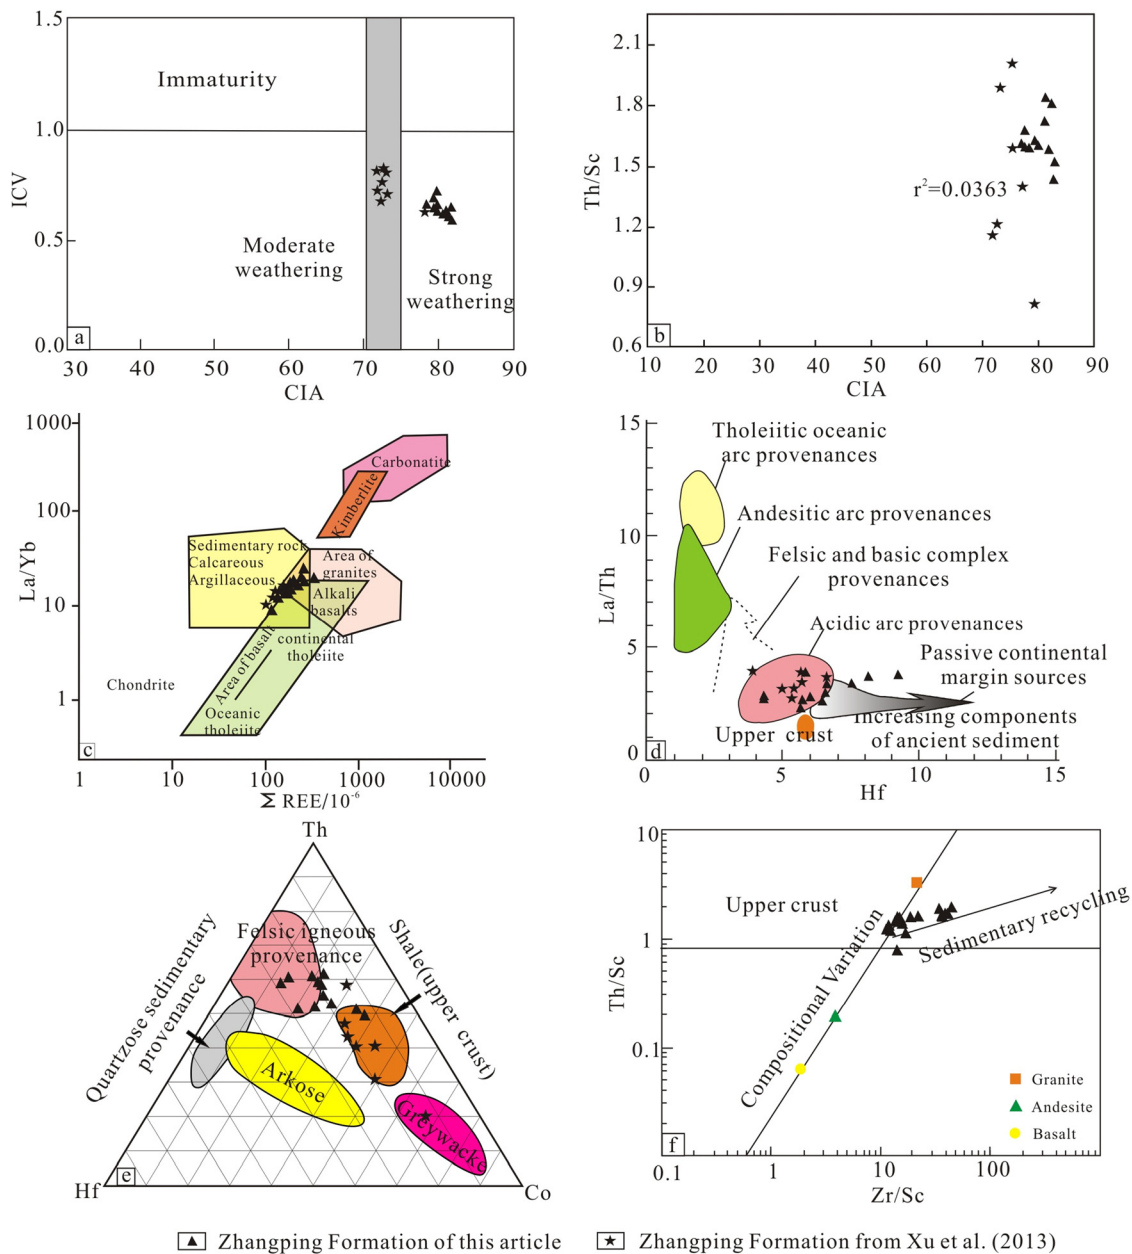 1.5
1.0
0.5
0.0
ICV
Immaturity
Moderate
weathering
Strong
weathering
a
30
40
50
60
70
80
90
CIA
2.1
1.8
1.5
1.2
0.9
0.6
Th/Sc
r²=0.0363
b
10
20
30
40
50
60
70
80
90
CIA
1000
100
10
1
La/Yb
Carbonatite
Kimberlite
Sedimentary rock
Calcareous
Argillaceous
Area of
granites
Alkali
basalts
continental
tholeiite
Area of basalt
Chondrite
Oceanic
tholeiite
c
1
10
100
1000
10000
Σ REE/10⁻⁶
15
10
5
0
La/Th
Tholeiitic oceanic
arc provenances
Andesitic arc provenances
Felsic and basic complex
provenances
Acidic arc provenances
Passive continental
margin sources
Increasing components
of ancient sediment
Upper crust
d
0
5
10
15
Hf
Th
Felsic igneous
provenance
Quartzose sedimentary
provenance
Shale(upper crust)
Arkose
Greywacke
Hf
e
Co
10
1
0.1
Th/Sc
Upper crust
Compositional Variation
Sedimentary recycling
Granite
Andesite
Basalt
f
0.1
1
10
100
Zr/Sc
Zhangping Formation of this article
Zhangping Formation from Xu et al. (2013)